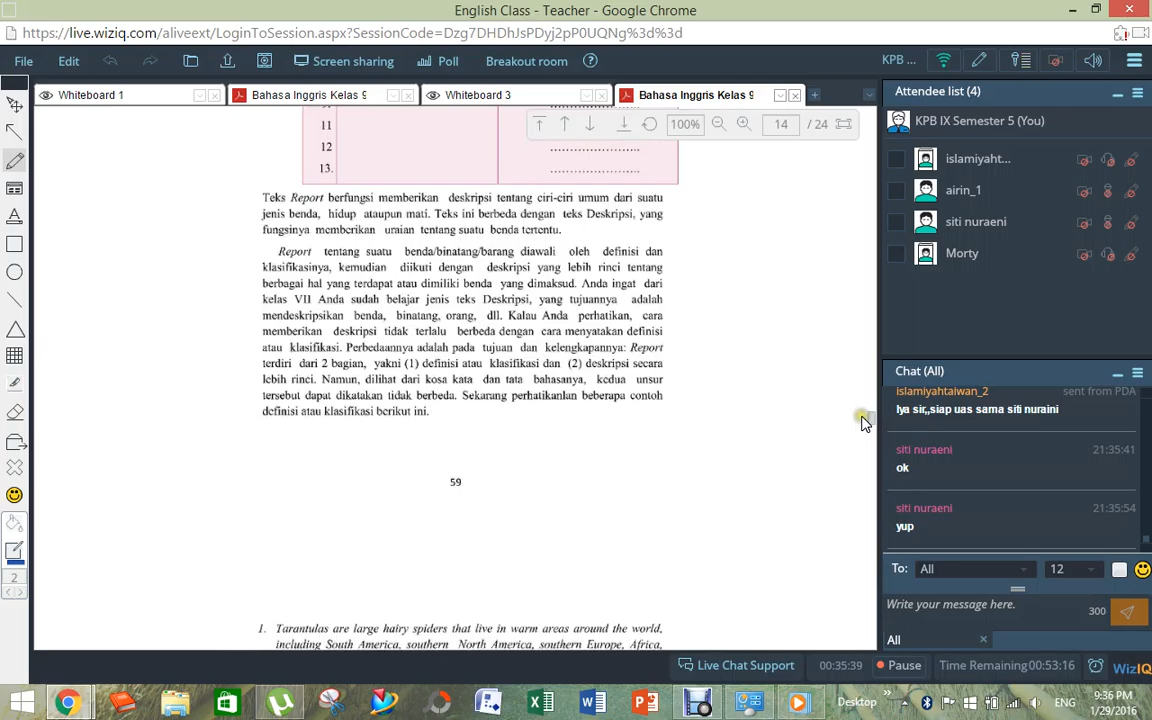 English Class - Teacher - Google Chrome
https://live.wiziq.com/aliveext/LoginToSession.aspx?SessionCode=Dzg7DHDhJsPDyj2pP0UQNg%3d%3d
File Edit Screen sharing Poll Breakout room KPB ...
Whiteboard 1 Bahasa Inggris Kelas 9 Whiteboard 3 Bahasa Inggris Kelas 9
100% 14 / 24
11
12 .......................
13. .......................
Teks Report berfungsi memberikan deskripsi tentang ciri-ciri umum dari suatu
jenis benda, hidup ataupun mati. Teks ini berbeda dengan teks Deskripsi, yang
fungsinya memberikan uraian tentang suatu benda tertentu.
Report tentang suatu benda/binatang/barang diawali oleh definisi dan
klasifikasinya, kemudian diikuti dengan deskripsi yang lebih rinci tentang
berbagai hal yang terdapat atau dimiliki benda yang dimaksud. Anda ingat dari
kelas VII Anda sudah belajar jenis teks Deskripsi, yang tujuannya adalah
mendeskripsikan benda, binatang, orang, dll. Kalau Anda perhatikan, cara
memberikan deskripsi tidak terlalu berbeda dengan cara menyatakan definisi
atau klasifikasi. Perbedaannya adalah pada tujuan dan kelengkapannya: Report
terdiri dari 2 bagian, yakni (1) definisi atau klasifikasi dan (2) deskripsi secara
lebih rinci. Namun, dilihat dari kosa kata dan tata bahasanya, kedua unsur
tersebut dapat dikatakan tidak berbeda. Sekarang perhatikanlan beberapa contoh
definisi atau klasifikasi berikut ini.
59
1. Tarantulas are large hairy spiders that live in warm areas around the world,
including South America, southern North America, southern Europe, Africa,
Attendee list (4)
KPB IX Semester 5 (You)
islamiyaht...
airin_1
siti nuraeni
Morty
Chat (All)
islamiyahtaiwan_2 sent from PDA
Iya sir,,siap uas sama siti nuraini
siti nuraeni 21:35:41
ok
siti nuraeni 21:35:54
yup
To: All 12
Write your message here. 300
All
2
Live Chat Support 00:35:39 Pause Time Remaining00:53:16 WizIQ
Desktop ENG 9:36 PM
1/29/2016